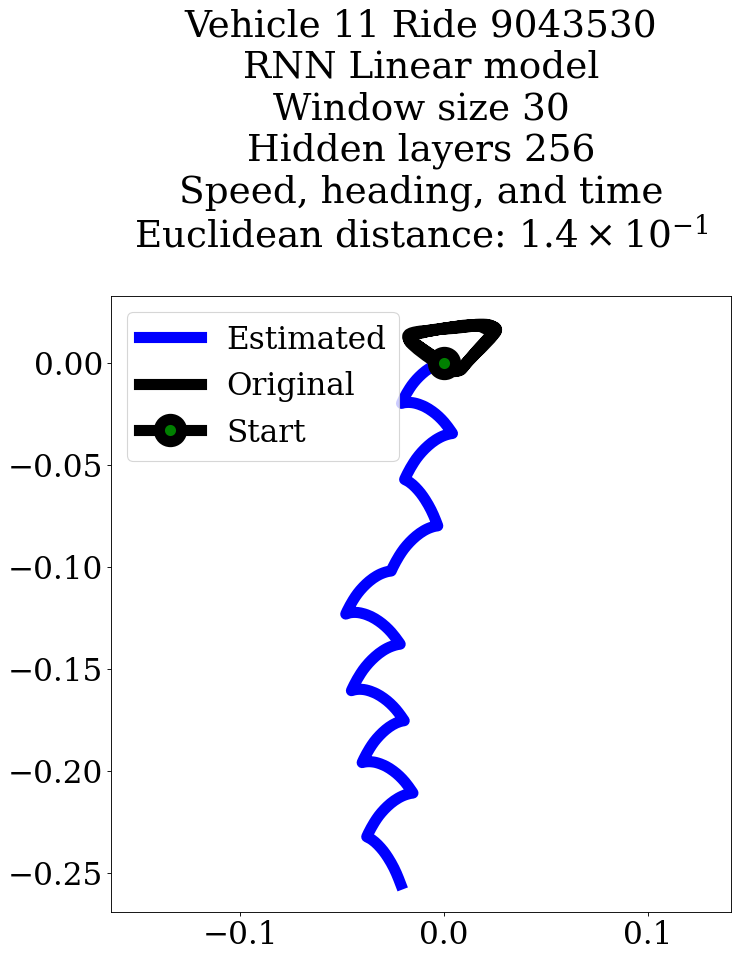 Vehicle 11 Ride 9043530
RNN Linear model
Window size 30
Hidden layers 256
Speed, heading, and time
Euclidean distance: 1.4 × 10⁻¹
Estimated
Original
Start
0.00
−0.05
−0.10
−0.15
−0.20
−0.25
−0.1 0.0 0.1